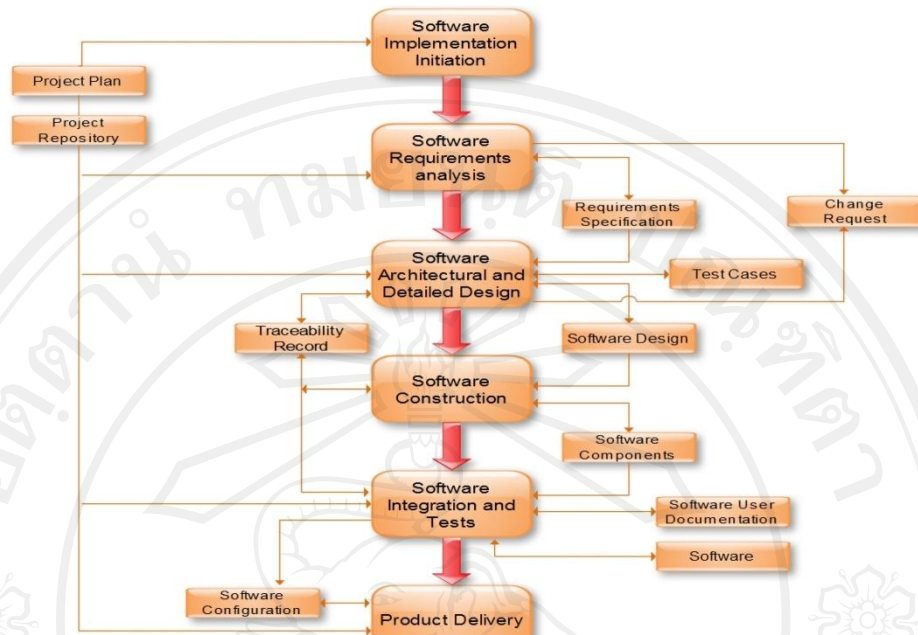 Software
Implementation
Initiation
Project Plan
Project
Repository
Software
Requirements
analysis
Requirements
Specification
Change
Request
Software
Architectural and
Detailed Design
Test Cases
Traceability
Record
Software Design
Software
Construction
Software
Components
Software
Integration and
Tests
Software User
Documentation
Software
Software
Configuration
Product Delivery